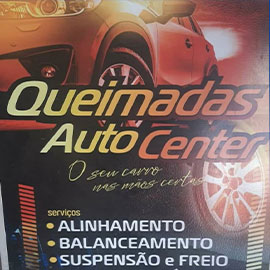 Queimadas
Auto Center
O seu carro
nas mãos certas
serviços
• ALINHAMENTO
• BALANCEAMENTO
• SUSPENSÃO e FREIO